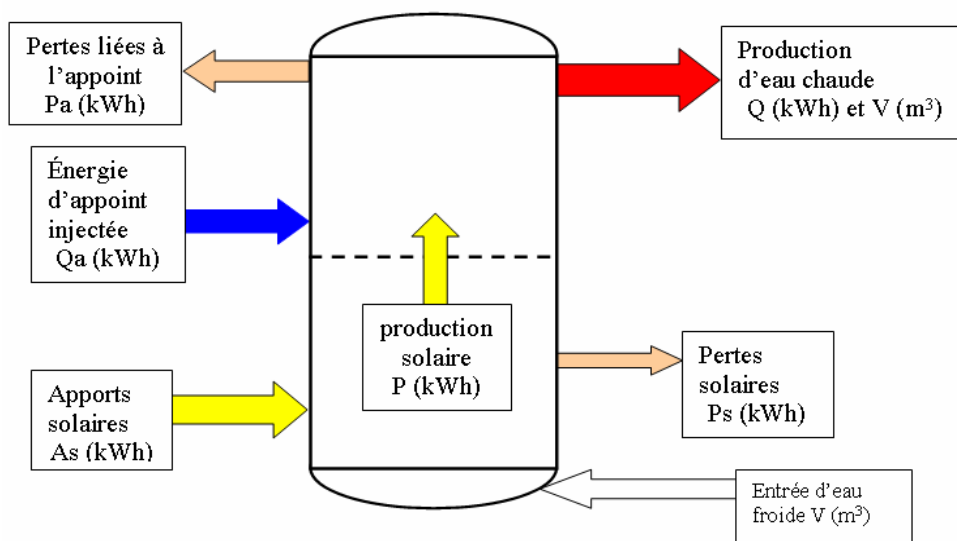 Pertes liées à
l'appoint
Pa (kWh)
Production
d'eau chaude
Q (kWh) et V (m³)
Énergie
d'appoint
injectée
Qa (kWh)
production
solaire
P (kWh)
Pertes
solaires
Ps (kWh)
Apports
solaires
As (kWh)
Entrée d'eau
froide V (m³)